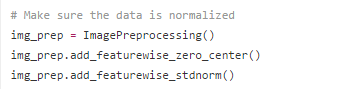 # Make sure the data is normalized
img_prep = ImagePreprocessing()
img_prep.add_featurewise_zero_center()
img_prep.add_featurewise_stdnorm()